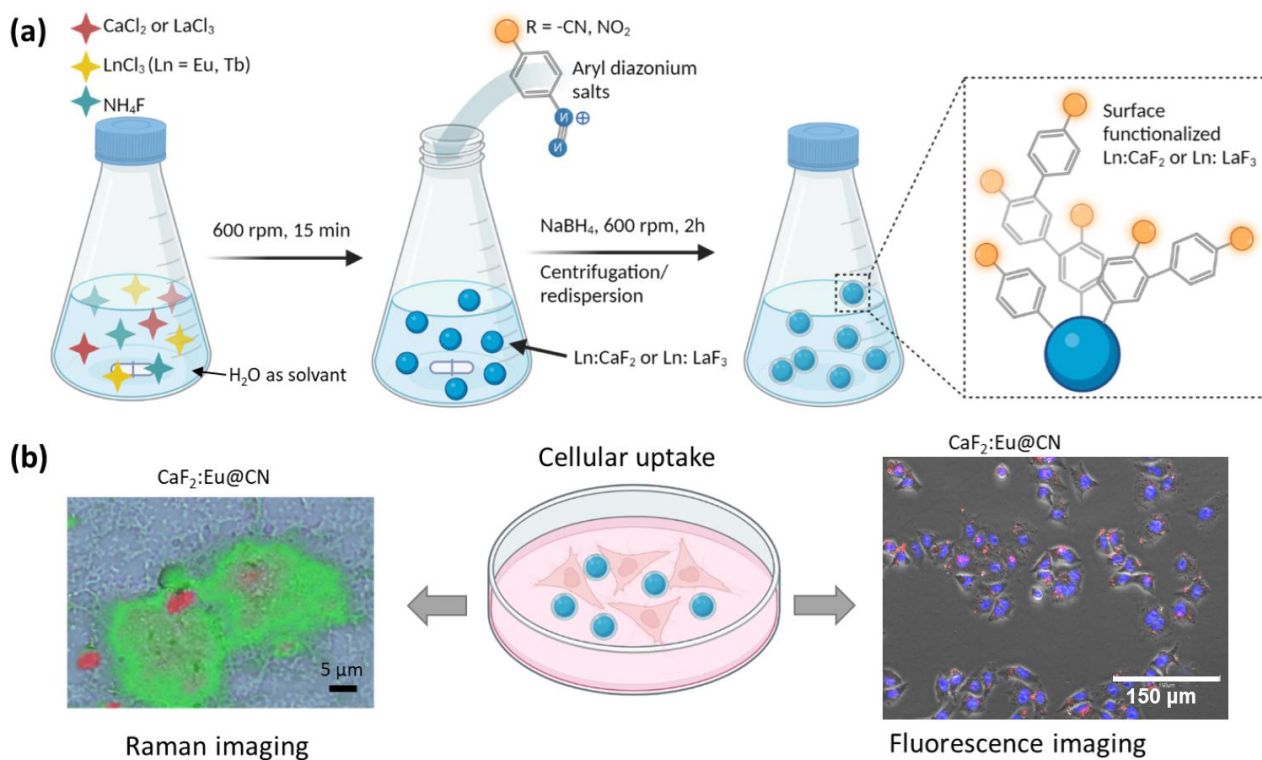 (a)
CaCl₂ or LaCl₃
LnCl₃ (Ln = Eu, Tb)
NH₄F
R = -CN, NO₂
Aryl diazonium
salts
N
⊕
N
600 rpm, 15 min
NaBH₄, 600 rpm, 2h
Centrifugation/
redispersion
Surface
functionalized
Ln:CaF₂ or Ln: LaF₃
H₂O as solvant
Ln:CaF₂ or Ln: LaF₃
(b)
CaF₂:Eu@CN
Cellular uptake
CaF₂:Eu@CN
5 µm
150 µm
Raman imaging
Fluorescence imaging